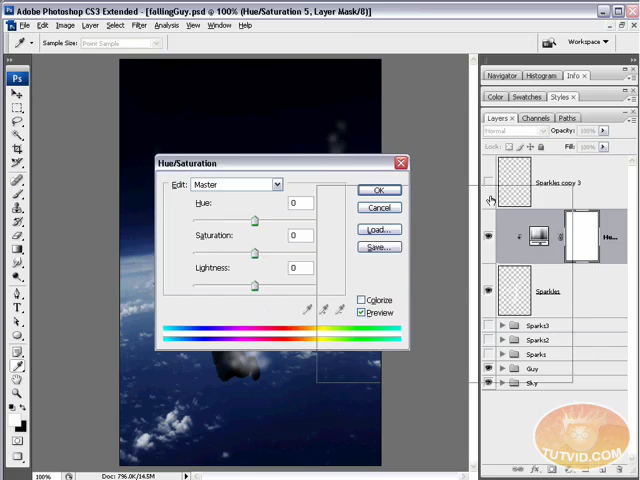 Adobe Photoshop CS3 Extended - [fallingGuy.psd @ 100% (Hue/Saturation 5, Layer Mask/8)]
File Edit Image Layer Select Filter Analysis View Window Help
Sample Size: Point Sample
Workspace
Ps
Navigator Histogram Info
Color Swatches Styles
Layers Channels Paths
Normal Opacity: 100%
Lock: Fill: 100%
Sparkles copy 3
Hue/Saturation
Edit: Master
OK
Hue: 0
Cancel
Load...
He...
Saturation: 0
Save...
Lightness: 0
Sparkles
Colorize
Preview
Sparks3
Sparks2
Sparks
Guy
Sky
TUTVID.COM
100% Doc: 796.0K/14.5M